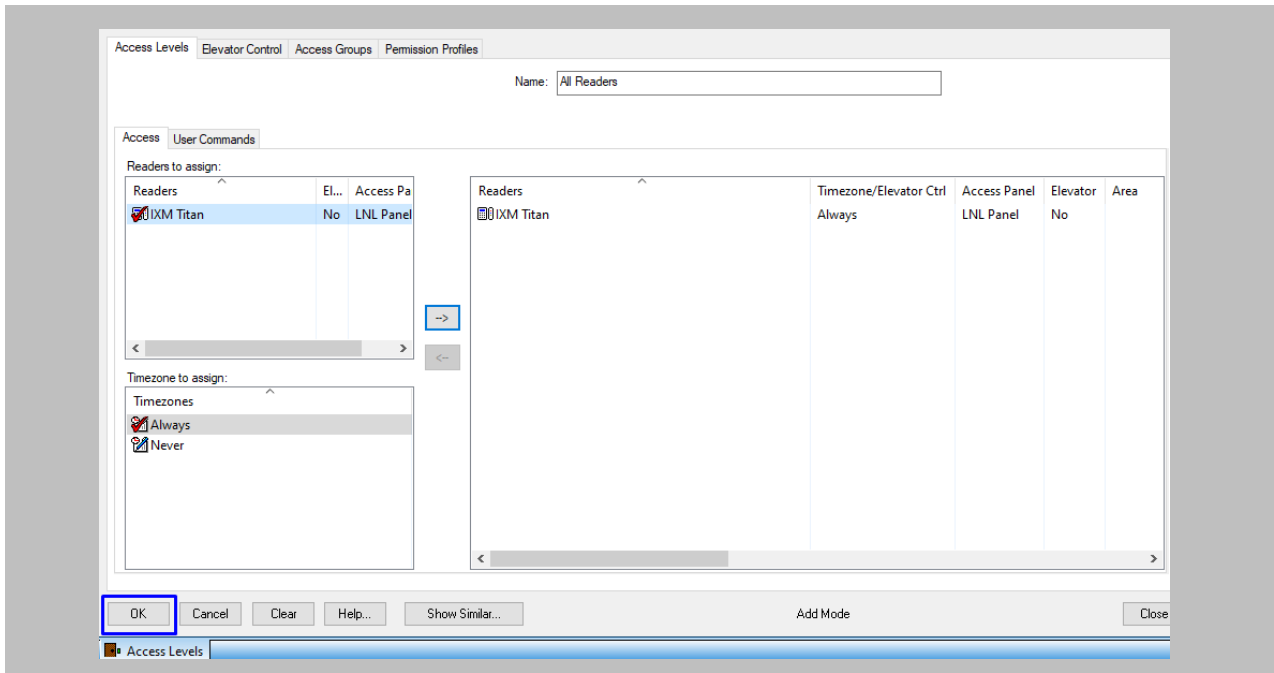 Access Levels Elevator Control Access Groups Permission Profiles
Name: All Readers
Access User Commands
Readers to assign:
Readers El... Access Pa
IXM Titan No LNL Panel
Readers Timezone/Elevator Ctrl Access Panel Elevator Area
IXM Titan Always LNL Panel No
-->
<--
Timezone to assign:
Timezones
Always
Never
OK Cancel Clear Help... Show Similar... Add Mode Close
Access Levels